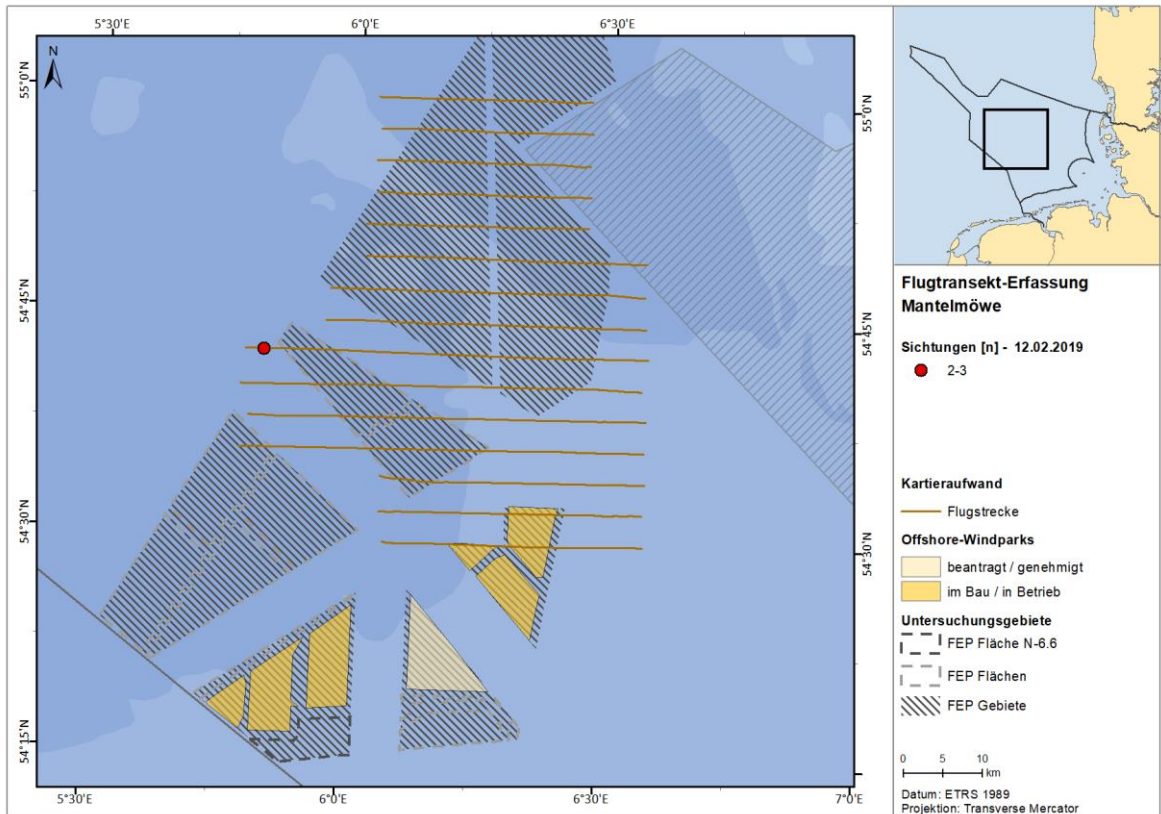 5°30'E
6°0'E
6°30'E
N
55°0'N
55°0'N
54°45'N
54°45'N
54°30'N
54°30'N
54°15'N
5°30'E
6°0'E
6°30'E
7°0'E
Flugtransekt-Erfassung
Mantelmöwe
Sichtungen [n] - 12.02.2019
2-3
Kartieraufwand
Flugstrecke
Offshore-Windparks
beantragt / genehmigt
im Bau / in Betrieb
Untersuchungsgebiete
FEP Fläche N-6.6
FEP Flächen
FEP Gebiete
0 5 10
km
Datum: ETRS 1989
Projektion: Transverse Mercator